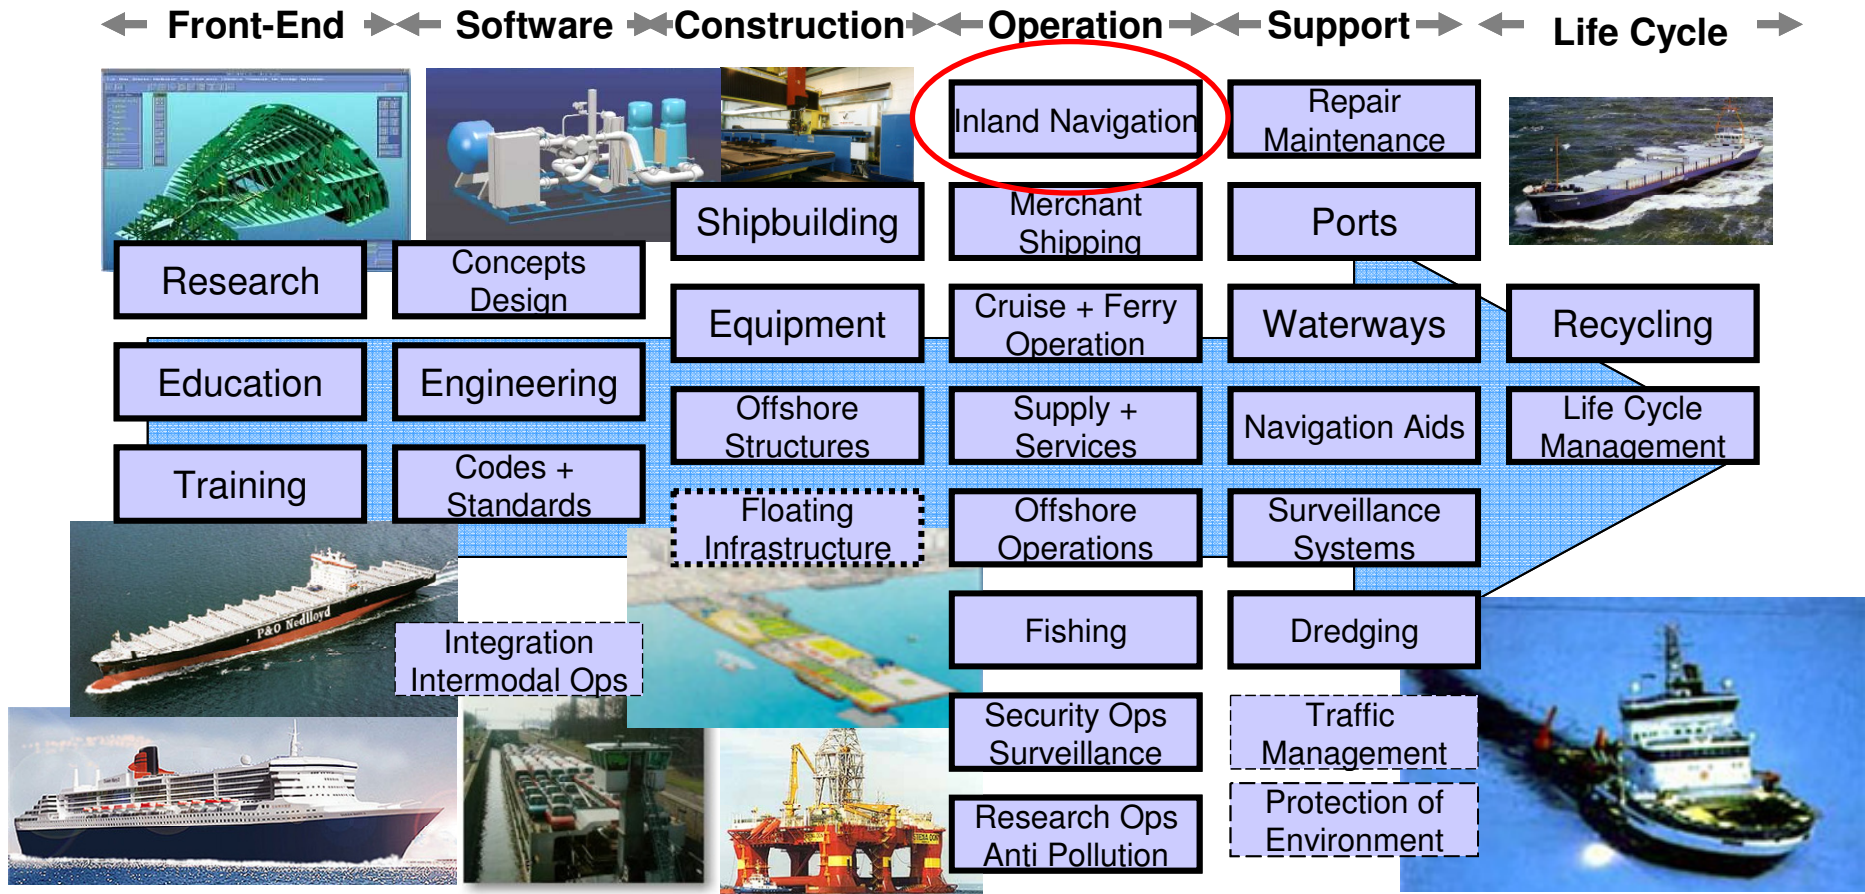 Front-End
Software
Construction
Operation
Support
Life Cycle
Inland Navigation
Repair
Maintenance
Shipbuilding
Merchant
Shipping
Ports
Research
Concepts
Design
Equipment
Cruise + Ferry
Operation
Waterways
Recycling
Education
Engineering
Offshore
Structures
Supply +
Services
Navigation Aids
Life Cycle
Management
Training
Codes +
Standards
Floating
Infrastructure
Offshore
Operations
Surveillance
Systems
P&O Nedlloyd
Integration
Intermodal Ops
Fishing
Dredging
Security Ops
Surveillance
Traffic
Management
Research Ops
Anti Pollution
Protection of
Environment